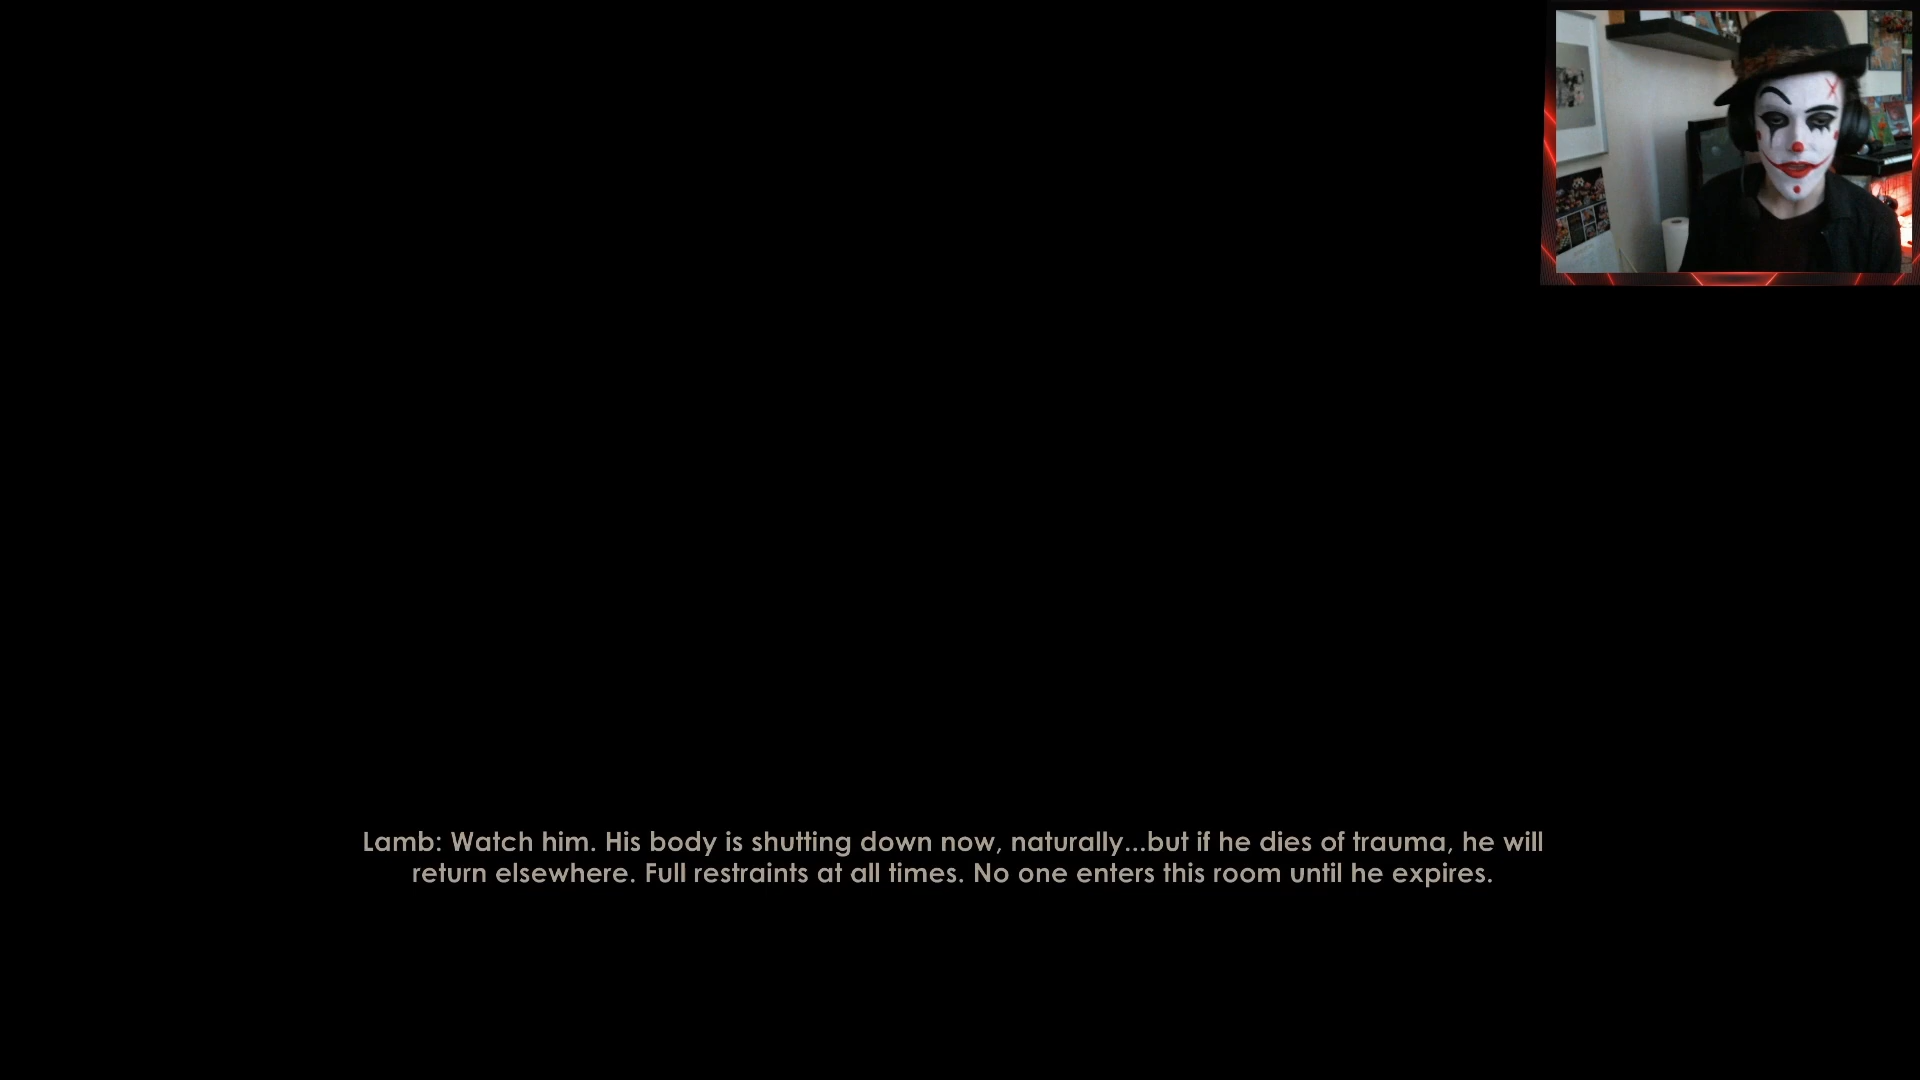 Lamb: Watch him. His body is shutting down now, naturally...but if he dies of trauma, he will
return elsewhere. Full restraints at all times. No one enters this room until he expires.